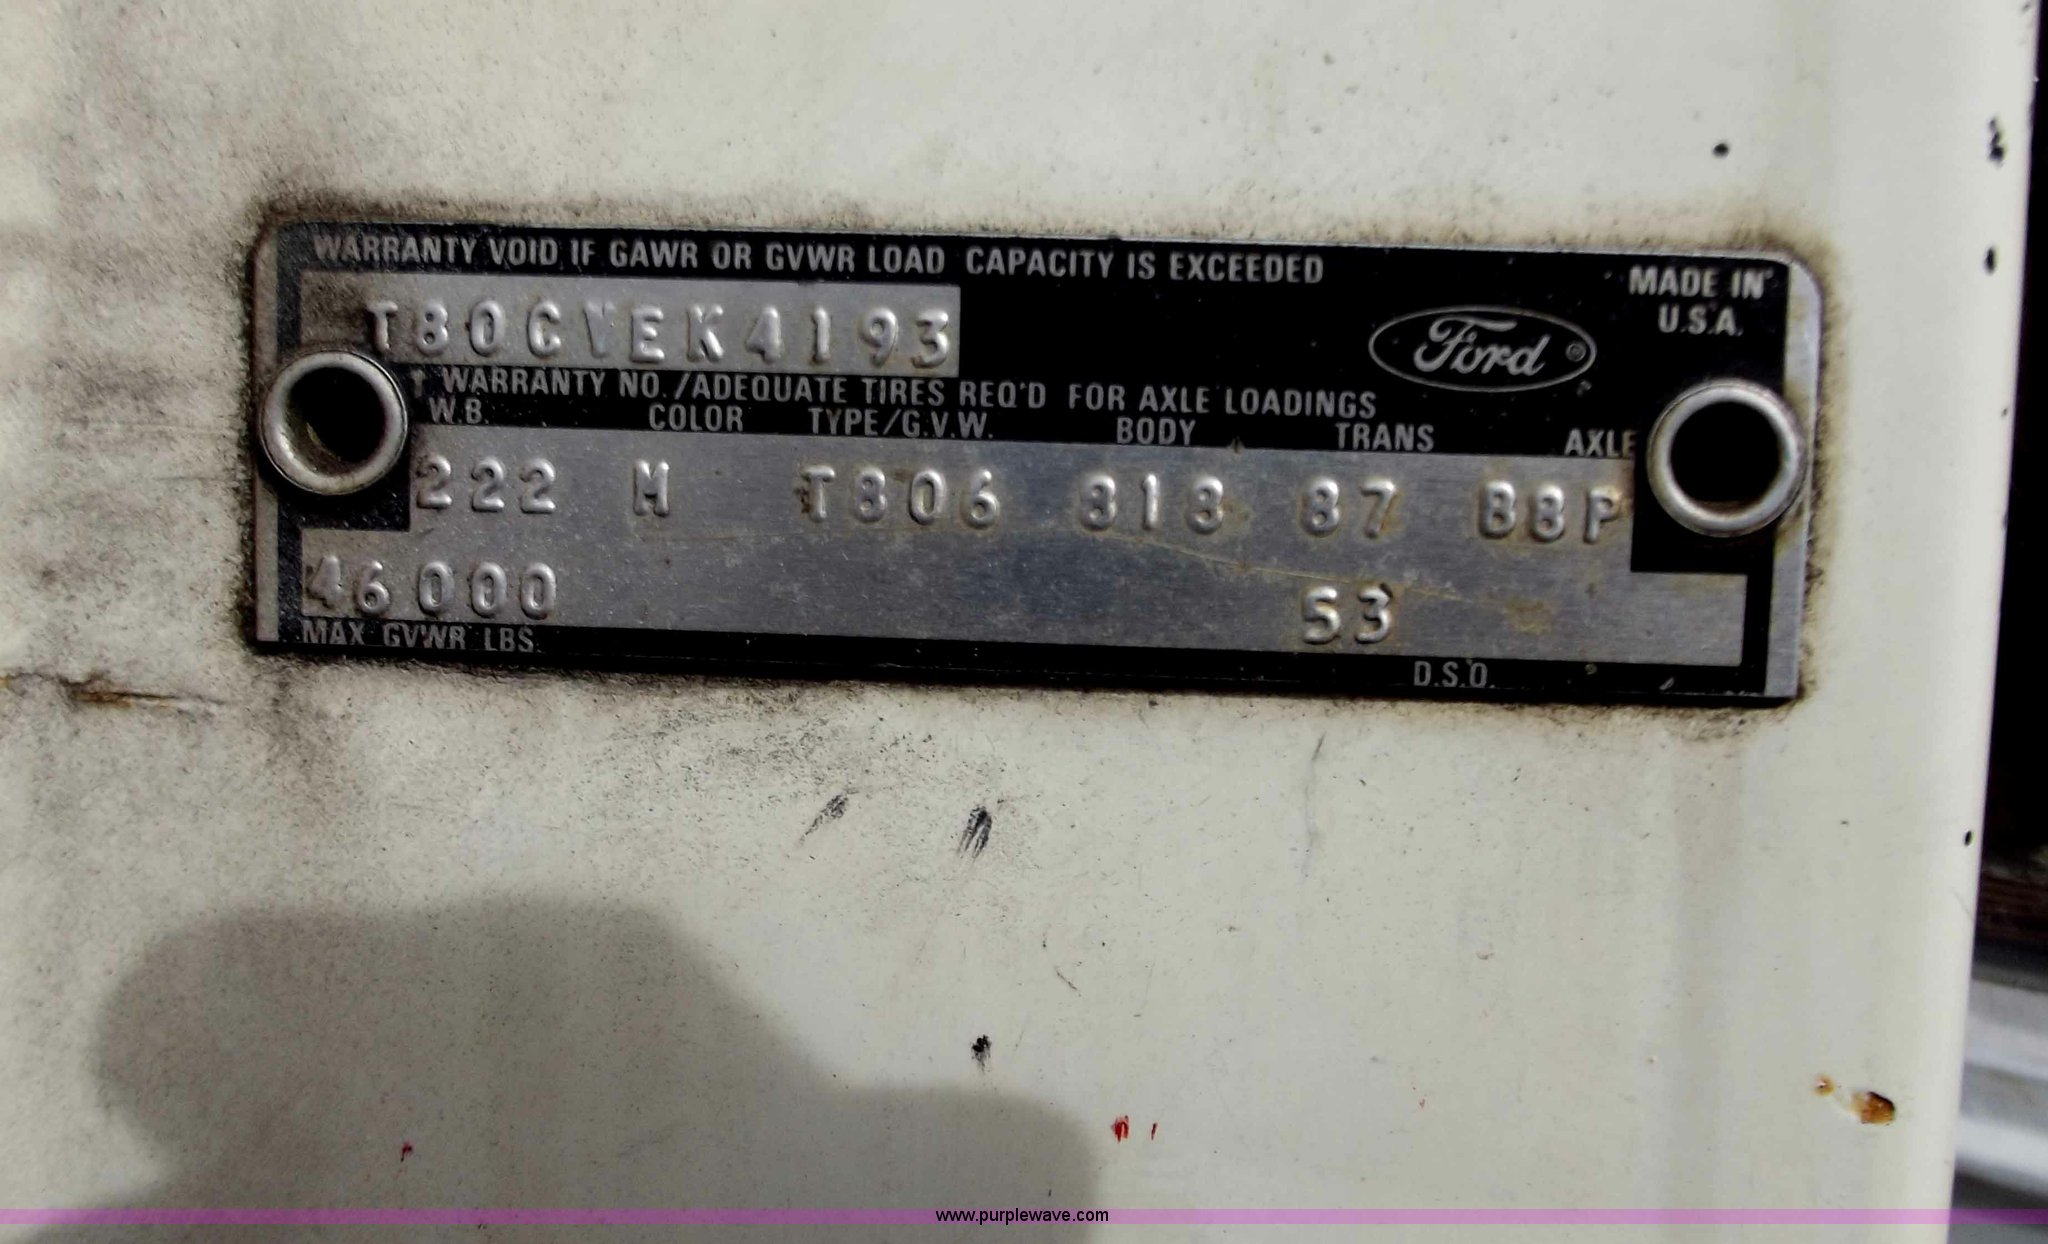 WARRANTY VOID IF GAWR OR GVWR LOAD CAPACITY IS EXCEEDED
MADE IN
U.S.A.
T80CVEK4193
Ford ®
WARRANTY NO./ADEQUATE TIRES REQ'D FOR AXLE LOADINGS
W.B. COLOR TYPE/G.V.W. BODY TRANS AXLE
222 M T806 818 87 B8P
46000 53
MAX GVWR LBS.
D.S.O.
www.purplewave.com